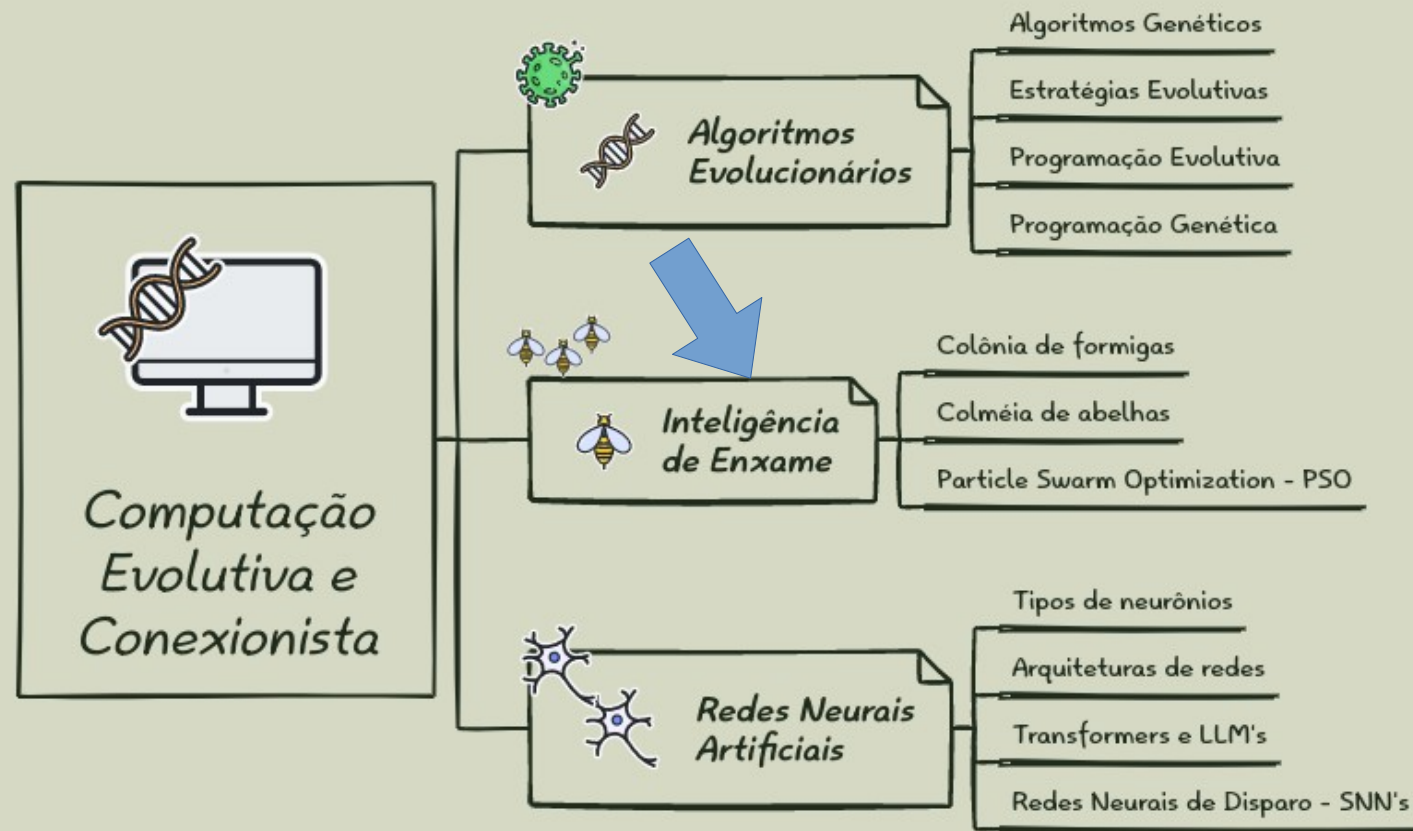 Computação
Evolutiva e
Conexionista
Algoritmos
Evolucionários
Algoritmos Genéticos
Estratégias Evolutivas
Programação Evolutiva
Programação Genética
Inteligência
de Enxame
Colônia de formigas
Colméia de abelhas
Particle Swarm Optimization - PSO
Redes Neurais
Artificiais
Tipos de neurônios
Arquiteturas de redes
Transformers e LLM's
Redes Neurais de Disparo - SNN's